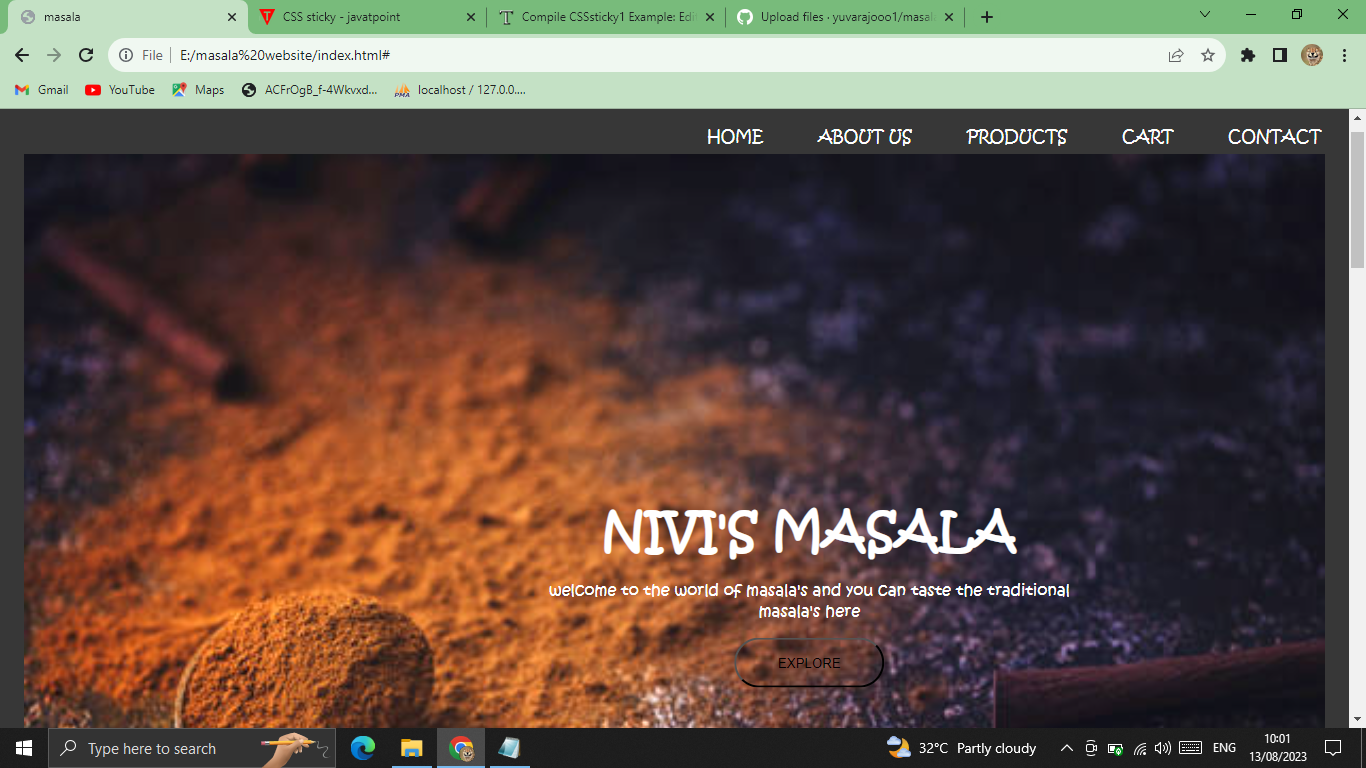 masala
CSS sticky - javatpoint
Compile CSSsticky1 Example: Edi
Upload files · yuvarajooo1/masala
File
E:/masala%20website/index.html#
Gmail
YouTube
Maps
ACFrOgB_f-4Wkvxd...
localhost / 127.0.0....
HOME
ABOUT US
PRODUCTS
CART
CONTACT
NIVI'S MASALA
welcome to the world of masala's and you can taste the traditional
masala's here
EXPLORE
Type here to search
32°C Partly cloudy
ENG
10:01
13/08/2023